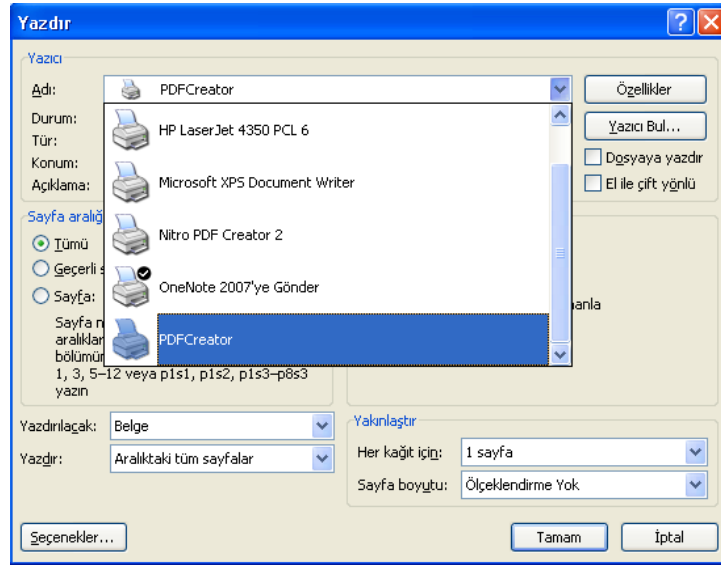 Yazdır
Yazıcı
Adı: PDFCreator Özellikler
Durum: HP LaserJet 4350 PCL 6 Yazıcı Bul...
Tür:
Konum: Microsoft XPS Document Writer Dosyaya yazdır
Açıklama: El ile çift yönlü
Sayfa aralığ
Tümü Nitro PDF Creator 2
Geçerli s
OneNote 2007'ye Gönder
Sayfa: anla
Sayfa n
aralıklar PDFCreator
bölümün
1, 3, 5–12 veya p1s1, p1s2, p1s3–p8s3
yazın
Yazdırılacak: Belge
Yazdır: Aralıktaki tüm sayfalar
Yakınlaştır
Her kağıt için: 1 sayfa
Sayfa boyutu: Ölçeklendirme Yok
Seçenekler... Tamam İptal